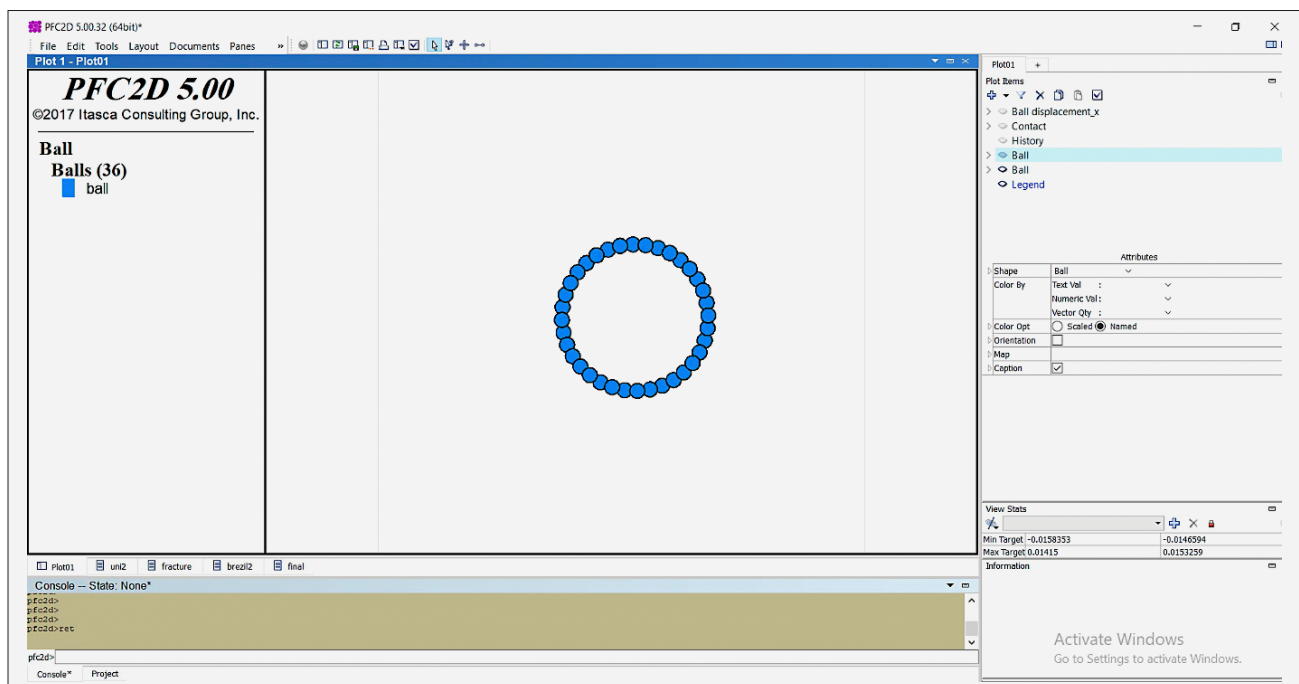 PFC2D 5.00.32 (64bit)*
File Edit Tools Layout Documents Panes »
Plot 1 - Plot01
PFC2D 5.00
©2017 Itasca Consulting Group, Inc.
Ball
Balls (36)
ball
Plot01 +
Plot Items
Ball displacement_x
Contact
History
Ball
Ball
Legend
Attributes
Shape Ball
Color By Text Val :
Numeric Val :
Vector Qty :
Color Opt Scaled Named
Orientation
Map
Caption
View Stats
Min Target -0.0158353 -0.0146594
Max Target 0.01415 0.0153259
Information
Plot01 uni2 fracture brezil2 final
Console -- State: None*
pfc2d>
pfc2d>
pfc2d>
pfc2d>ret
pfc2d>
Console* Project
Activate Windows
Go to Settings to activate Windows.